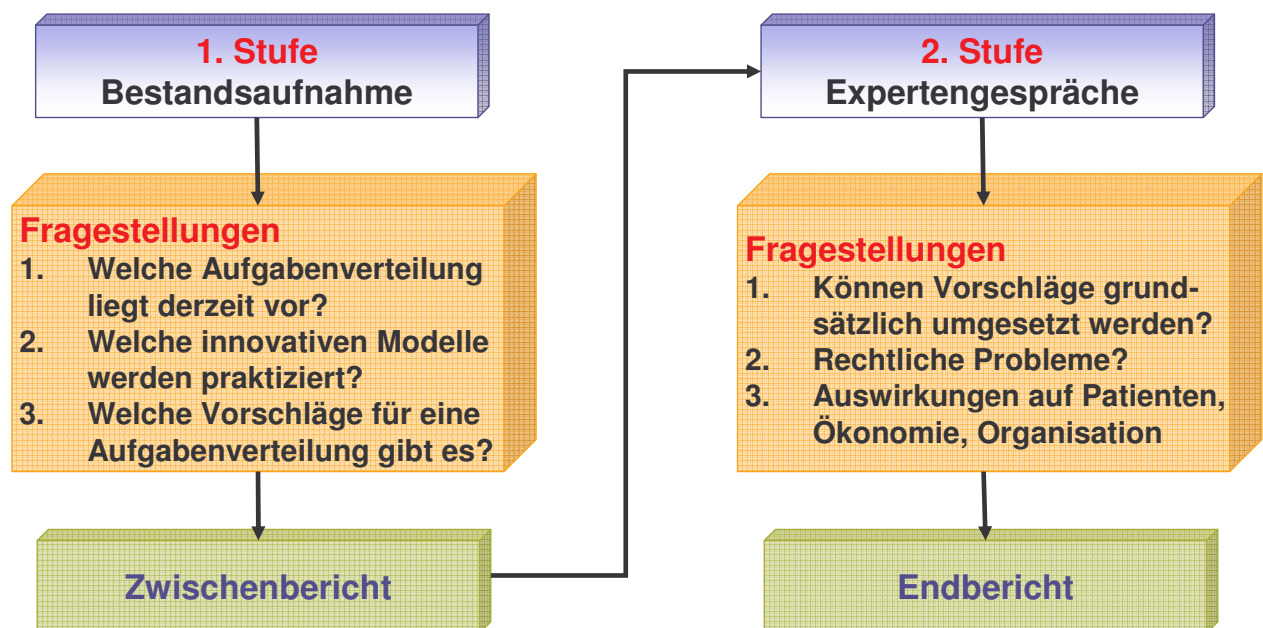 1. Stufe
Bestandsaufnahme
Fragestellungen
1. Welche Aufgabenverteilung
liegt derzeit vor?
2. Welche innovativen Modelle
werden praktiziert?
3. Welche Vorschläge für eine
Aufgabenverteilung gibt es?
Zwischenbericht
2. Stufe
Expertengespräche
Fragestellungen
1. Können Vorschläge grund-
sätzlich umgesetzt werden?
2. Rechtliche Probleme?
3. Auswirkungen auf Patienten,
Ökonomie, Organisation
Endbericht